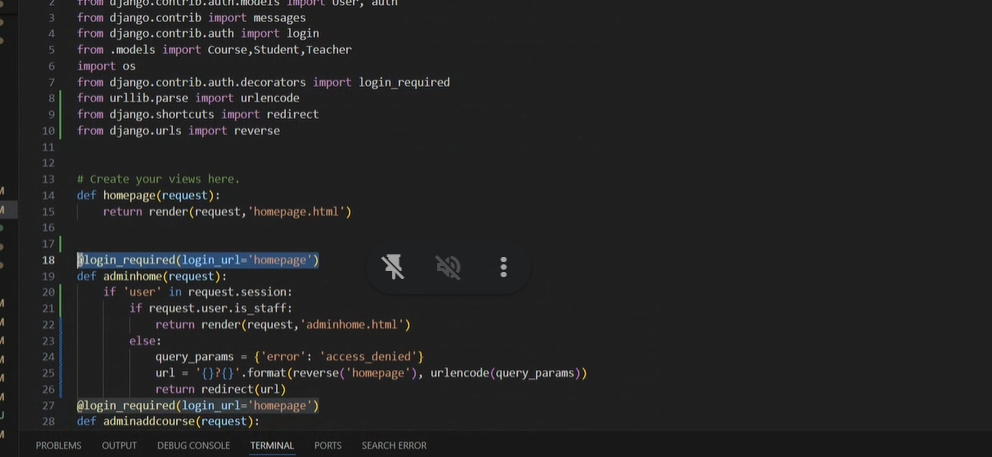 2 from django.contrib.auth.models import User, auth
3 from django.contrib import messages
4 from django.contrib.auth import login
5 from .models import Course,Student,Teacher
6 import os
7 from django.contrib.auth.decorators import login_required
8 from urllib.parse import urlencode
9 from django.shortcuts import redirect
10 from django.urls import reverse
11
12
13 # Create your views here.
14 def homepage(request):
15 return render(request,'homepage.html')
16
17
18 @login_required(login_url='homepage')
19 def adminhome(request):
20 if 'user' in request.session:
21 if request.user.is_staff:
22 return render(request,'adminhome.html')
23 else:
24 query_params = {'error': 'access_denied'}
25 url = '{}?{}'.format(reverse('homepage'), urlencode(query_params))
26 return redirect(url)
27 @login_required(login_url='homepage')
28 def adminaddcourse(request):
M
M
M
M
M
M
M
U
M
PROBLEMS OUTPUT DEBUG CONSOLE TERMINAL PORTS SEARCH ERROR